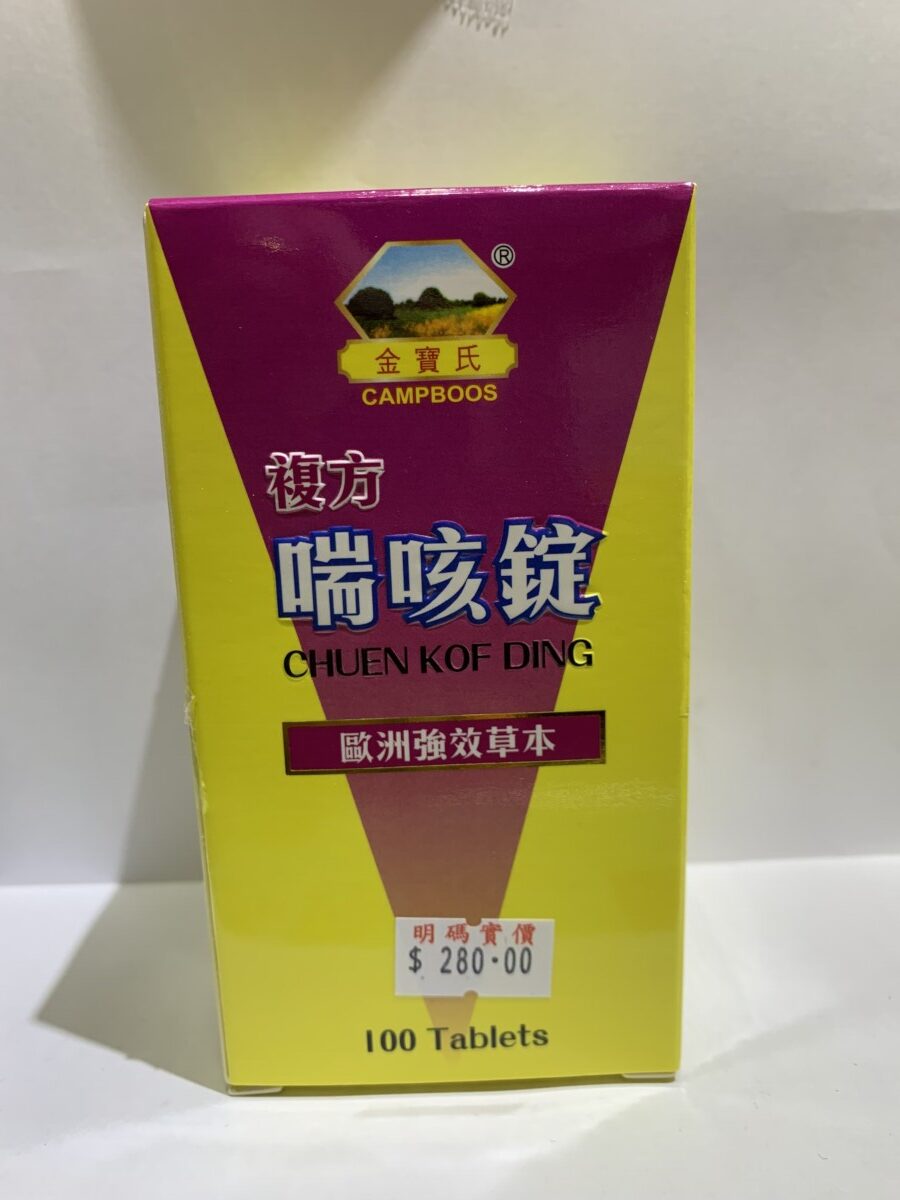 ®
金寶氏
CAMPBOOS
複方
喘咳錠
CHUEN KOF DING
歐洲強效草本
明碼實價
$ 280·00
100 Tablets